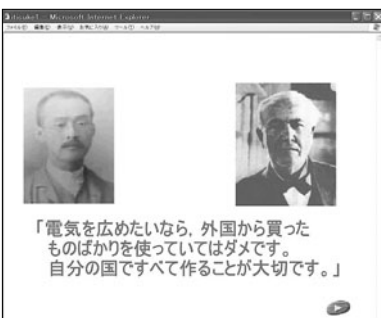 Microsoft Internet Explorer
「電気を広めたいなら，外国から買った
ものばかりを使っていてはダメです。
自分の国ですべて作ることが大切です。」